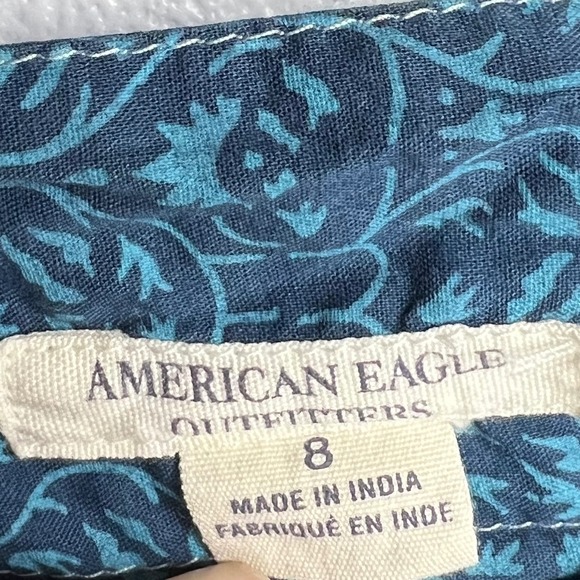 AMERICAN EAGLE
OUTFITTERS
8
MADE IN INDIA
FABRIQUÉ EN INDE